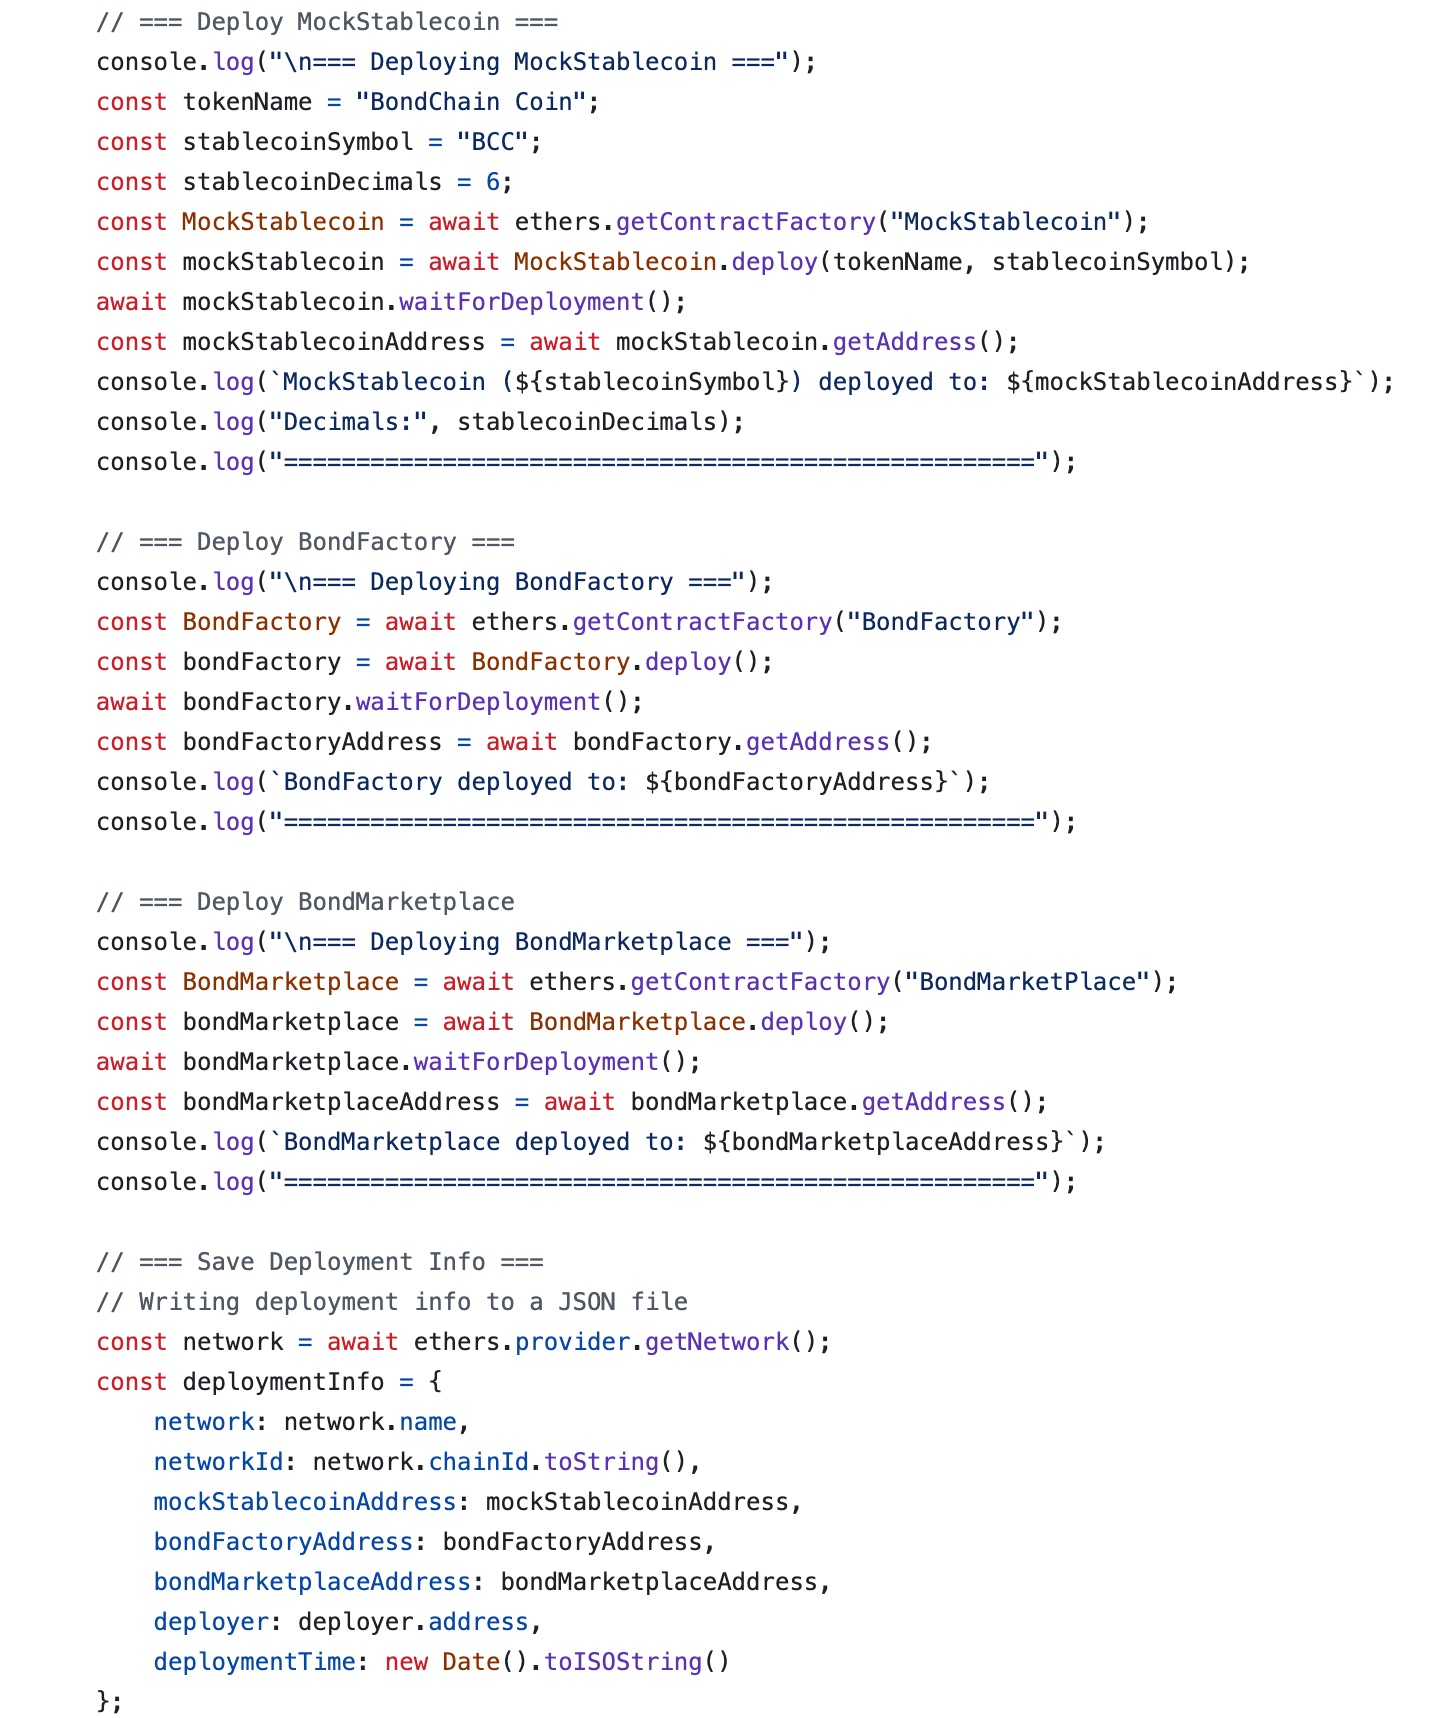 // === Deploy MockStablecoin ===
console.log("\n=== Deploying MockStablecoin ===");
const tokenName = "BondChain Coin";
const stablecoinSymbol = "BCC";
const stablecoinDecimals = 6;
const MockStablecoin = await ethers.getContractFactory("MockStablecoin");
const mockStablecoin = await MockStablecoin.deploy(tokenName, stablecoinSymbol);
await mockStablecoin.waitForDeployment();
const mockStablecoinAddress = await mockStablecoin.getAddress();
console.log(`MockStablecoin (${stablecoinSymbol}) deployed to: ${mockStablecoinAddress}`);
console.log("Decimals:", stablecoinDecimals);
console.log("====================================================");

// === Deploy BondFactory ===
console.log("\n=== Deploying BondFactory ===");
const BondFactory = await ethers.getContractFactory("BondFactory");
const bondFactory = await BondFactory.deploy();
await bondFactory.waitForDeployment();
const bondFactoryAddress = await bondFactory.getAddress();
console.log(`BondFactory deployed to: ${bondFactoryAddress}`);
console.log("====================================================");

// === Deploy BondMarketplace
console.log("\n=== Deploying BondMarketplace ===");
const BondMarketplace = await ethers.getContractFactory("BondMarketPlace");
const bondMarketplace = await BondMarketplace.deploy();
await bondMarketplace.waitForDeployment();
const bondMarketplaceAddress = await bondMarketplace.getAddress();
console.log(`BondMarketplace deployed to: ${bondMarketplaceAddress}`);
console.log("====================================================");

// === Save Deployment Info ===
// Writing deployment info to a JSON file
const network = await ethers.provider.getNetwork();
const deploymentInfo = {
    network: network.name,
    networkId: network.chainId.toString(),
    mockStablecoinAddress: mockStablecoinAddress,
    bondFactoryAddress: bondFactoryAddress,
    bondMarketplaceAddress: bondMarketplaceAddress,
    deployer: deployer.address,
    deploymentTime: new Date().toISOString()
};